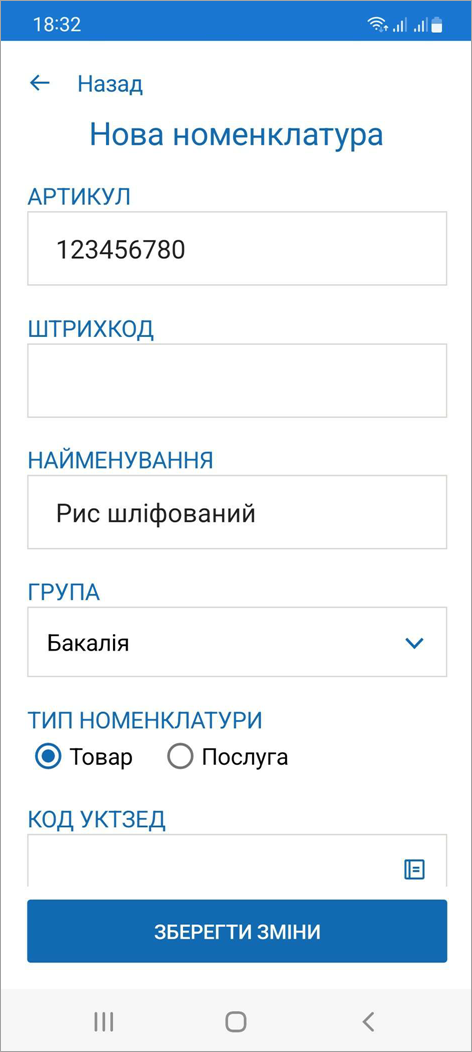 18:32
Назад
Нова номенклатура
АРТИКУЛ
123456780
ШТРИХКОД
НАЙМЕНУВАННЯ
Рис шліфований
ГРУПА
Бакалія
ТИП НОМЕНКЛАТУРИ
Товар Послуга
КОД УКТЗЕД
ЗБЕРЕГТИ ЗМІНИ